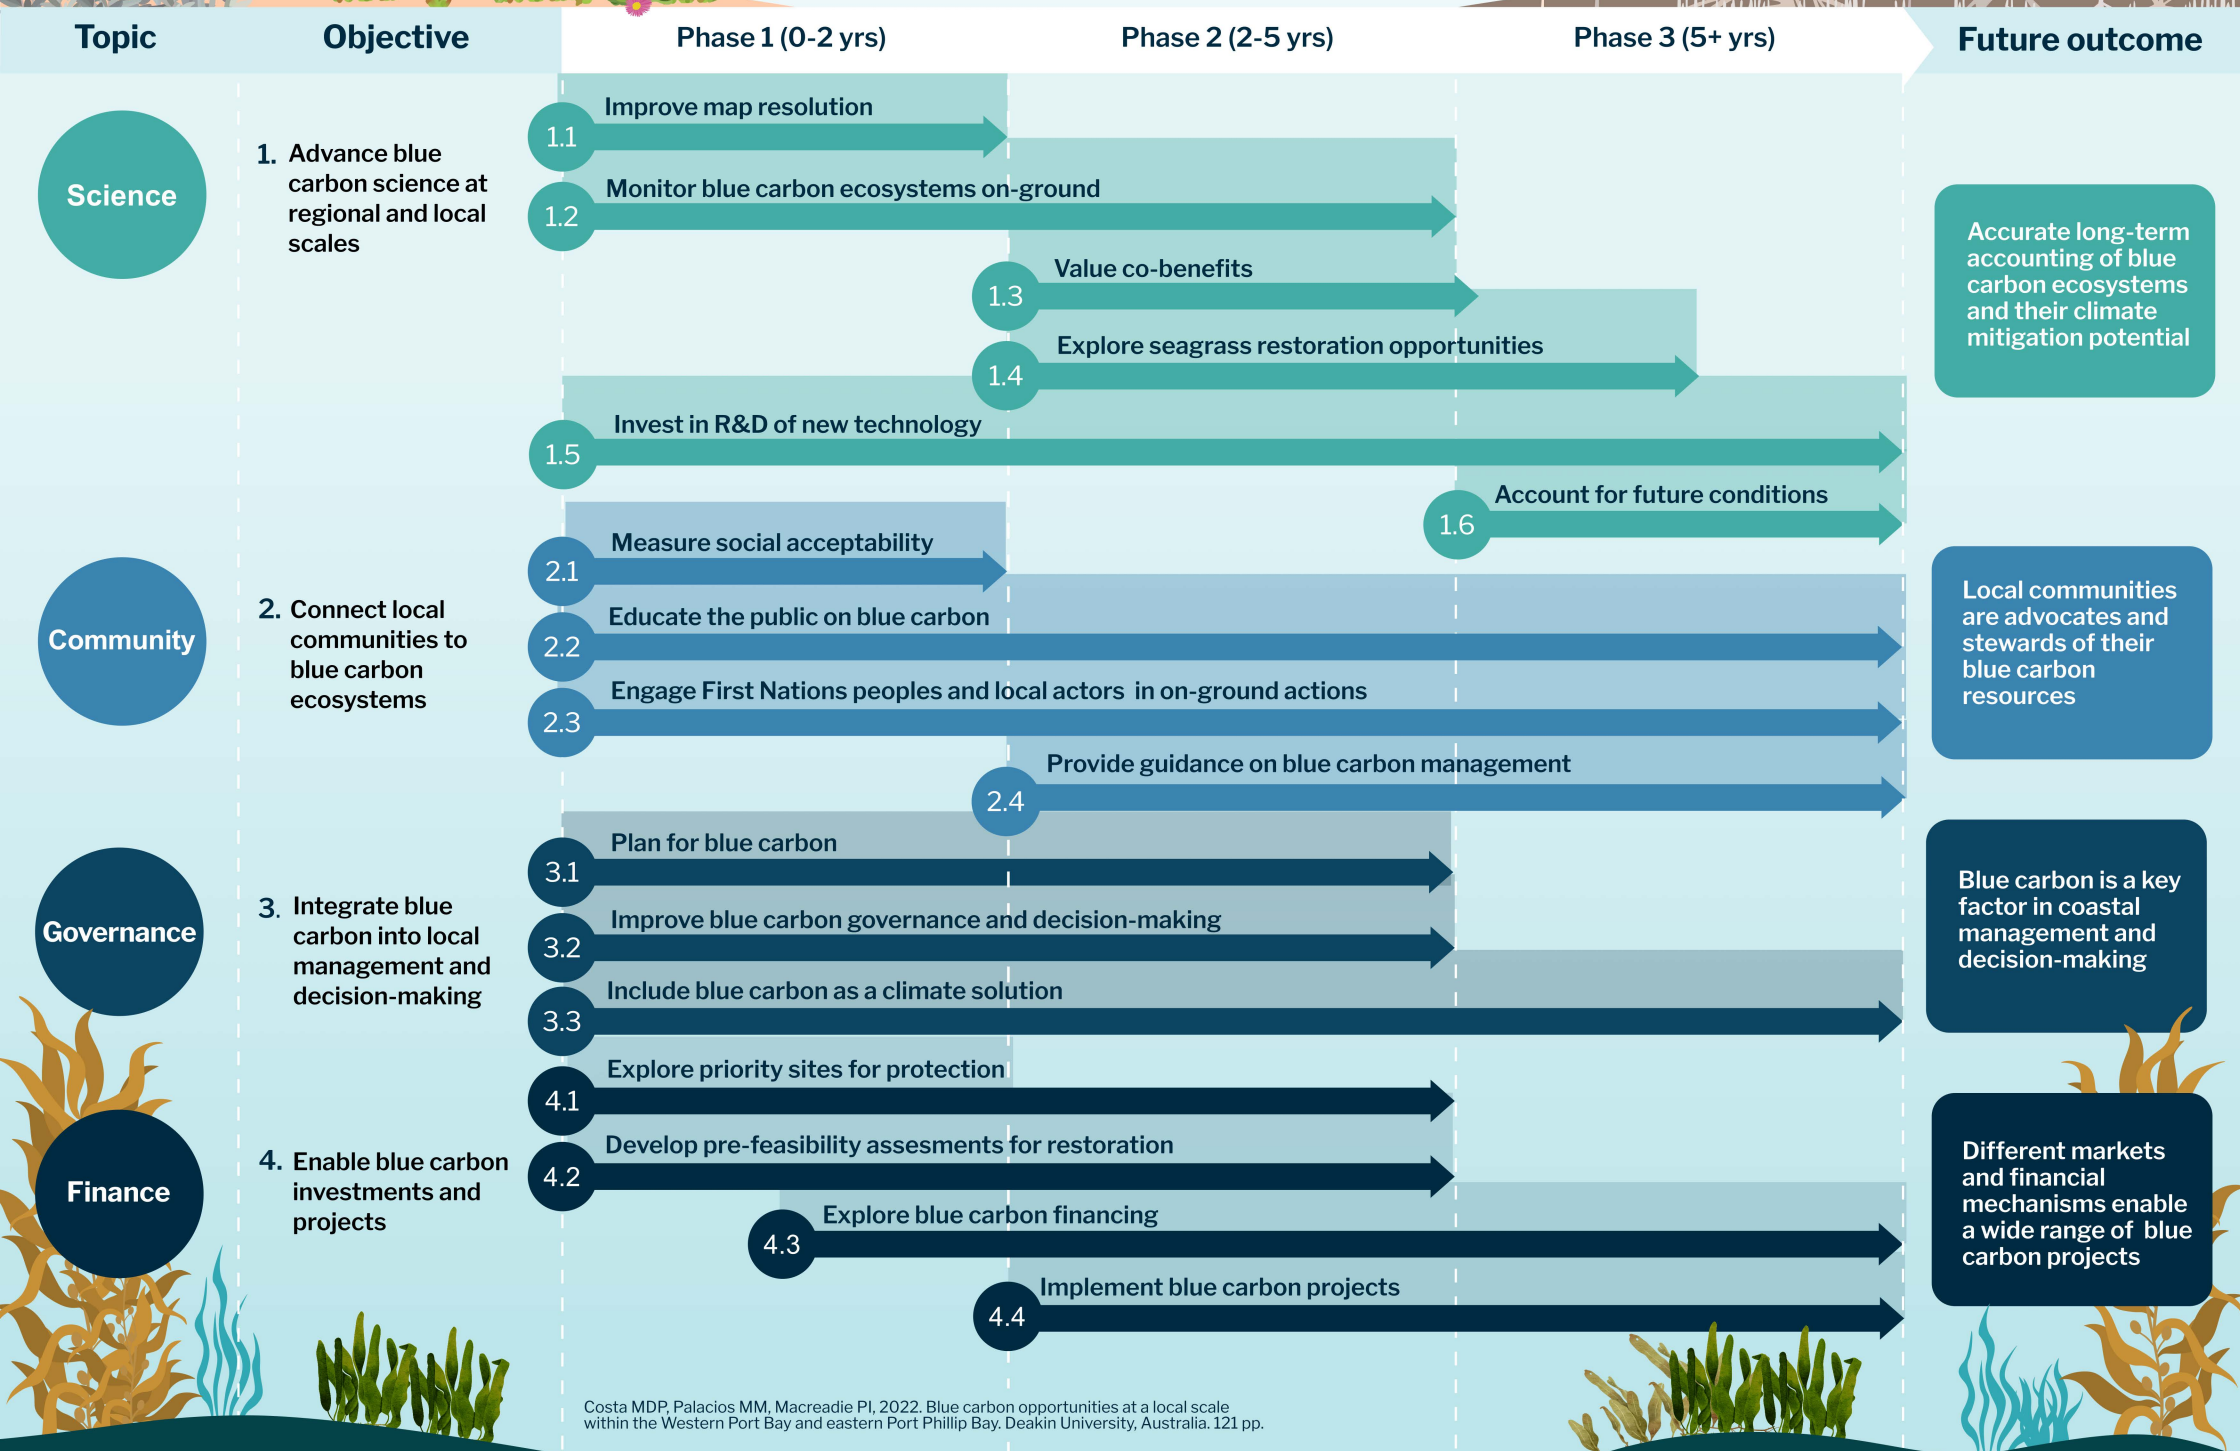 Topic
Objective
Phase 1 (0-2 yrs)
Phase 2 (2-5 yrs)
Phase 3 (5+ yrs)
Future outcome
Science
1. Advance blue
carbon science at
regional and local
scales
1.1
Improve map resolution
1.2
Monitor blue carbon ecosystems on-ground
1.3
Value co-benefits
1.4
Explore seagrass restoration opportunities
1.5
Invest in R&D of new technology
1.6
Account for future conditions
Accurate long-term
accounting of blue
carbon ecosystems
and their climate
mitigation potential
Community
2. Connect local
communities to
blue carbon
ecosystems
2.1
Measure social acceptability
2.2
Educate the public on blue carbon
2.3
Engage First Nations peoples and local actors in on-ground actions
2.4
Provide guidance on blue carbon management
Local communities
are advocates and
stewards of their
blue carbon
resources
Governance
3. Integrate blue
carbon into local
management and
decision-making
3.1
Plan for blue carbon
3.2
Improve blue carbon governance and decision-making
3.3
Include blue carbon as a climate solution
Blue carbon is a key
factor in coastal
management and
decision-making
Finance
4. Enable blue carbon
investments and
projects
4.1
Explore priority sites for protection
4.2
Develop pre-feasibility assesments for restoration
4.3
Explore blue carbon financing
4.4
Implement blue carbon projects
Different markets
and financial
mechanisms enable
a wide range of blue
carbon projects
Costa MDP, Palacios MM, Macreadie PI, 2022. Blue carbon opportunities at a local scale
within the Western Port Bay and eastern Port Phillip Bay. Deakin University, Australia. 121 pp.